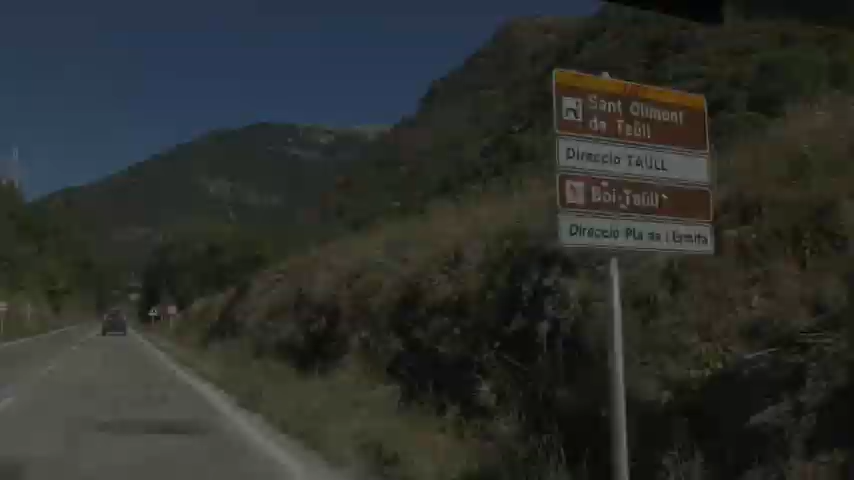 Sant Climent
de Taüll
Direcció TAÜLL
Boí-Taüll
Direcció Pla de l'Ermita